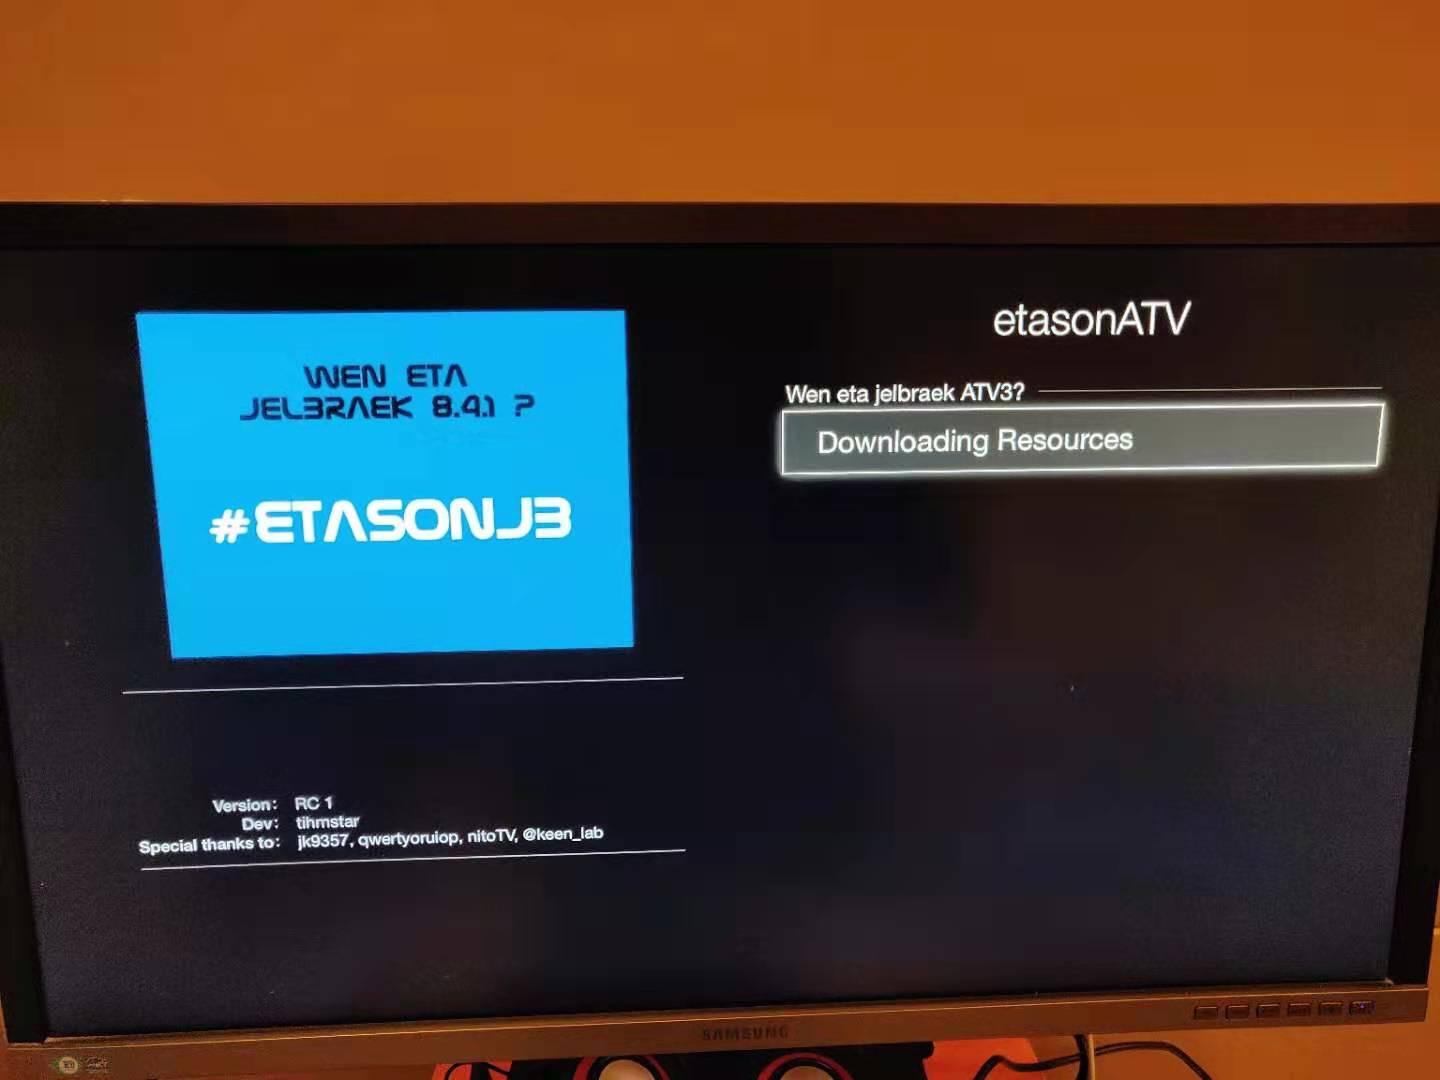 WEN ETA
JELBRAEK 8.4.1 ?
#ETASONJB
etasonATV
Wen eta jelbraek ATV3?
Downloading Resources
Version: RC 1
Dev: tihmstar
Special thanks to: jk9357, qwertyoruiop, nitoTV, @keen_lab
SAMSUNG